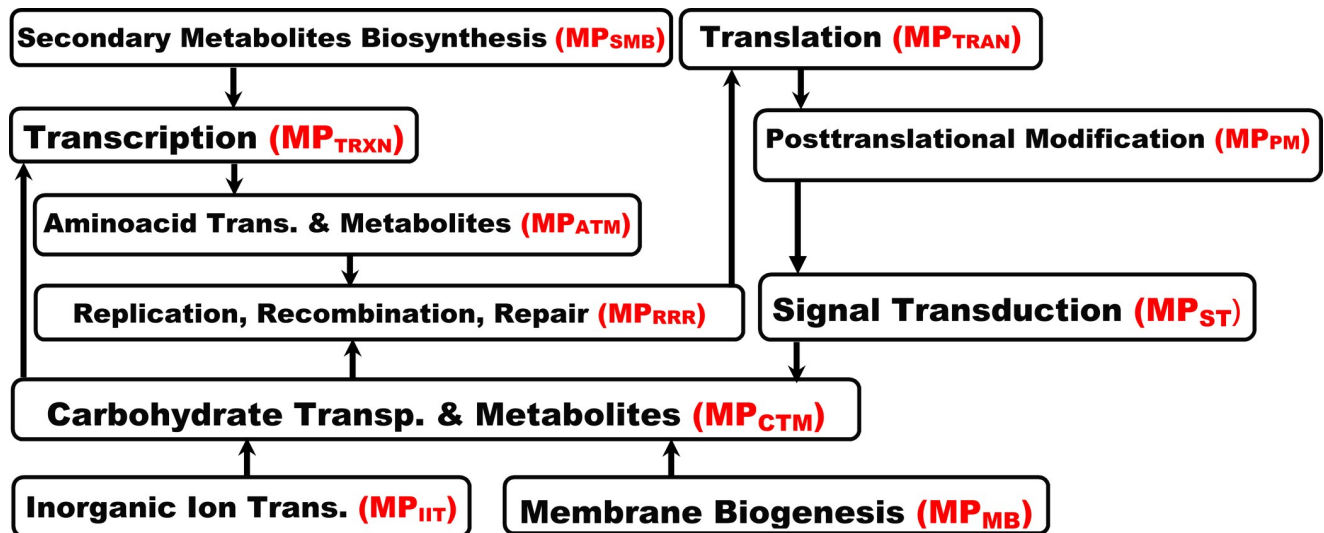 Secondary Metabolites Biosynthesis (MPSMB)
Translation (MPTRAN)
Transcription (MPTRXN)
Posttranslational Modification (MPPM)
Aminoacid Trans. & Metabolites (MPATM)
Replication, Recombination, Repair (MPRRR)
Signal Transduction (MPST)
Carbohydrate Transp. & Metabolites (MPCTM)
Inorganic Ion Trans. (MPIIT)
Membrane Biogenesis (MPMB)